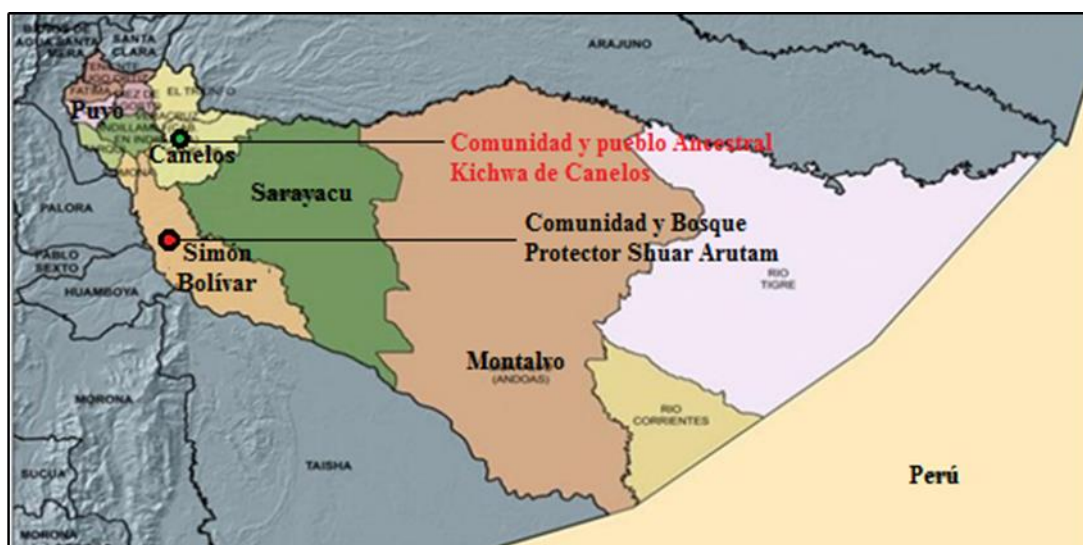 SANTA
CLARA
ARAJUNO
FATIMA
EL TRIUNFO
Puyo
Canelos
Comunidad y pueblo Ancestral
Kichwa de Canelos
Sarayacu
PALORA
Comunidad y Bosque
Protector Shuar Arutam
Simón
Bolívar
PABLO
SEXTO
HUAMBOYA
RIO
TIGRE
Montalvo
(ANDOAS)
MORONA
RIO
CORRIENTES
TAISHA
SUCUA
Perú
MORONA